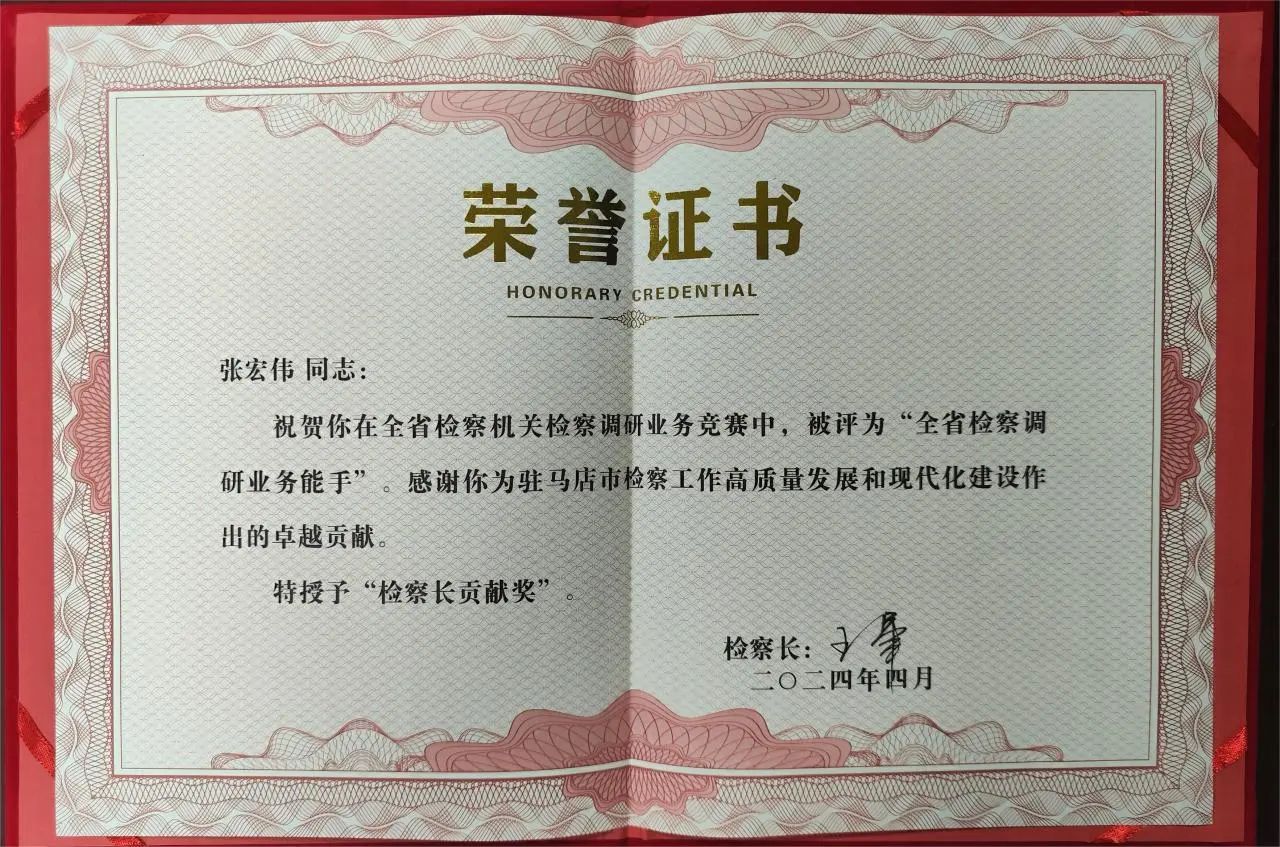 荣誉证书
HONORARY CREDENTIAL
张宏伟 同志：
祝贺你在全省检察机关检察调研业务竞赛中，被评为“全省检察调
研业务能手”。感谢你为驻马店市检察工作高质量发展和现代化建设作
出的卓越贡献。
特授予“检察长贡献奖”。
检察长：
二〇二四年四月